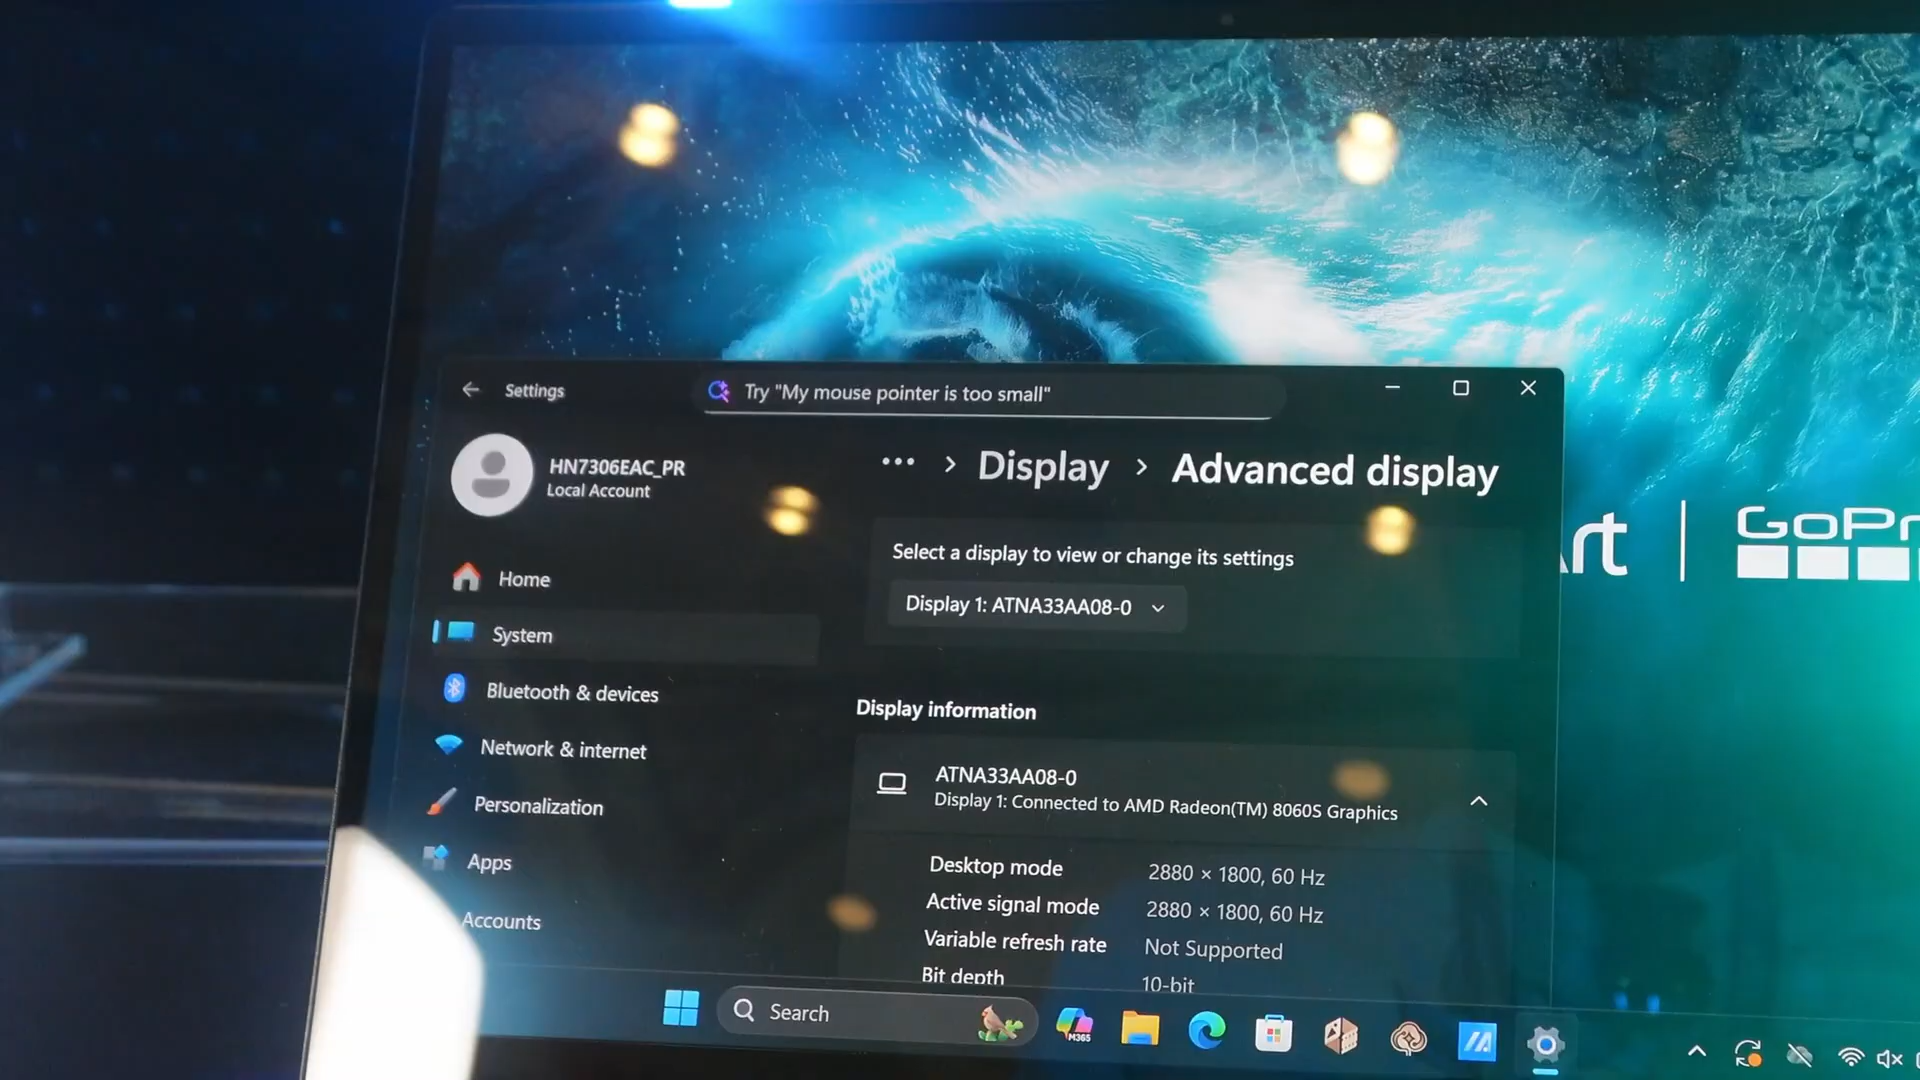 Settings
Try "My mouse pointer is too small"
HN7306EAC_PR
Local Account
... > Display > Advanced display
Select a display to view or change its settings
Display 1: ATNA33AA08-0
Home
System
Bluetooth & devices
Network & internet
Personalization
Apps
Accounts
Display information
ATNA33AA08-0
Display 1: Connected to AMD Radeon(TM) 8060S Graphics
Desktop mode 2880 × 1800, 60 Hz
Active signal mode 2880 × 1800, 60 Hz
Variable refresh rate Not Supported
Bit depth 10-bit
Art | GoPr
Search
M365